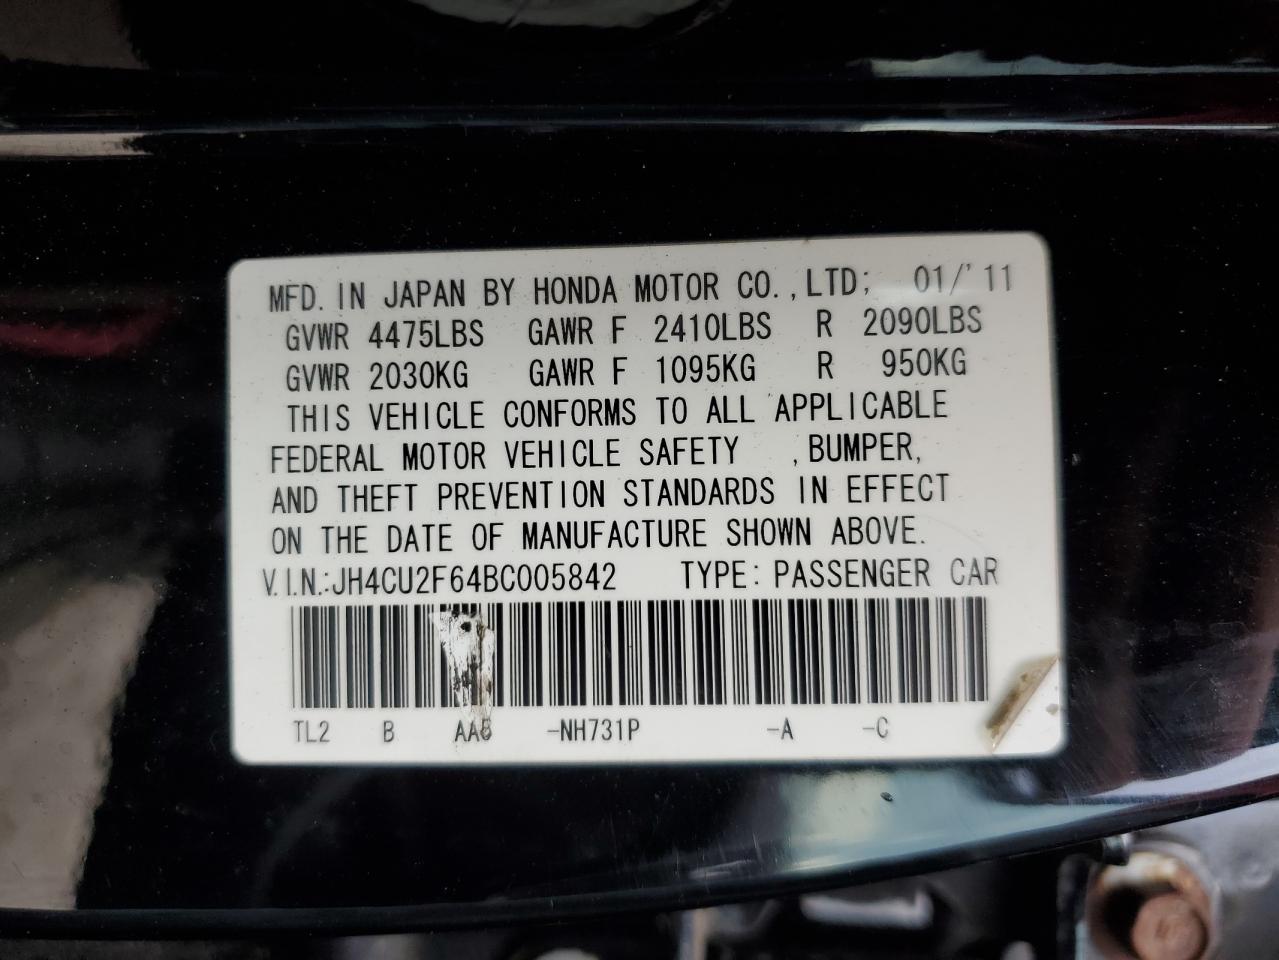 MFD. IN JAPAN BY HONDA MOTOR CO., LTD; 01/'11
GVWR 4475LBS GAWR F 2410LBS R 2090LBS
GVWR 2030KG GAWR F 1095KG R 950KG
THIS VEHICLE CONFORMS TO ALL APPLICABLE
FEDERAL MOTOR VEHICLE SAFETY , BUMPER,
AND THEFT PREVENTION STANDARDS IN EFFECT
ON THE DATE OF MANUFACTURE SHOWN ABOVE.
V.I.N.:JH4CU2F64BC005842 TYPE: PASSENGER CAR
TL2 B -NH731P -A -C